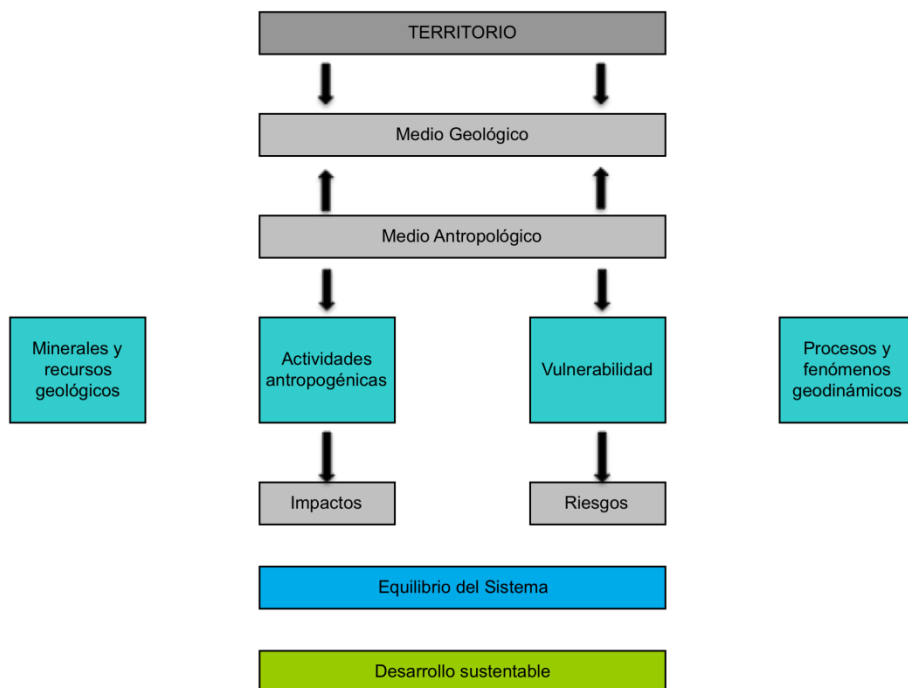 TERRITORIO
Medio Geológico
Medio Antropológico
Minerales y
recursos
geológicos
Actividades
antropogénicas
Vulnerabilidad
Procesos y
fenómenos
geodinámicos
Impactos
Riesgos
Equilibrio del Sistema
Desarrollo sustentable